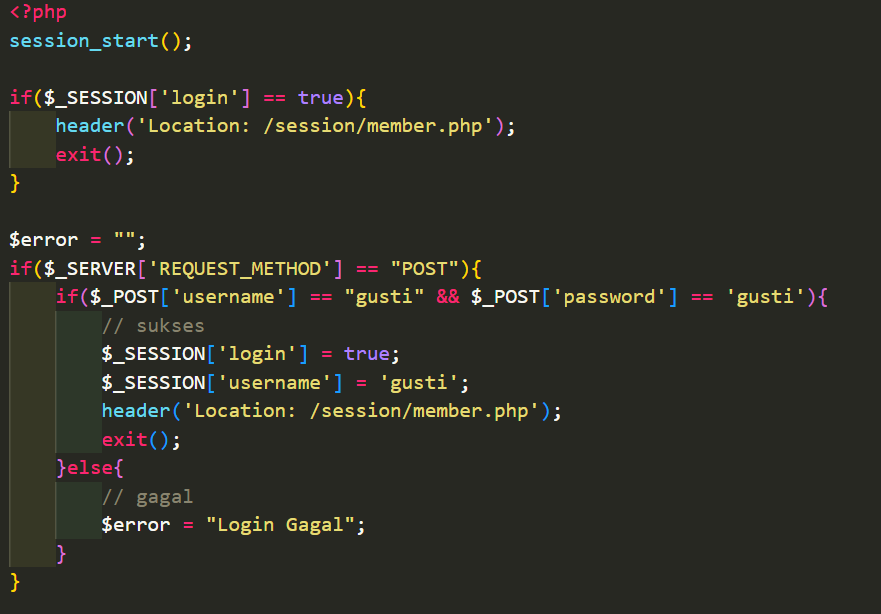 <?php
session_start();

if($_SESSION['login'] == true){
    header('Location: /session/member.php');
    exit();
}

$error = "";
if($_SERVER['REQUEST_METHOD'] == "POST"){
    if($_POST['username'] == "gusti" && $_POST['password'] == 'gusti'){
        // sukses
        $_SESSION['login'] = true;
        $_SESSION['username'] = 'gusti';
        header('Location: /session/member.php');
        exit();
    }else{
        // gagal
        $error = "Login Gagal";
    }
}